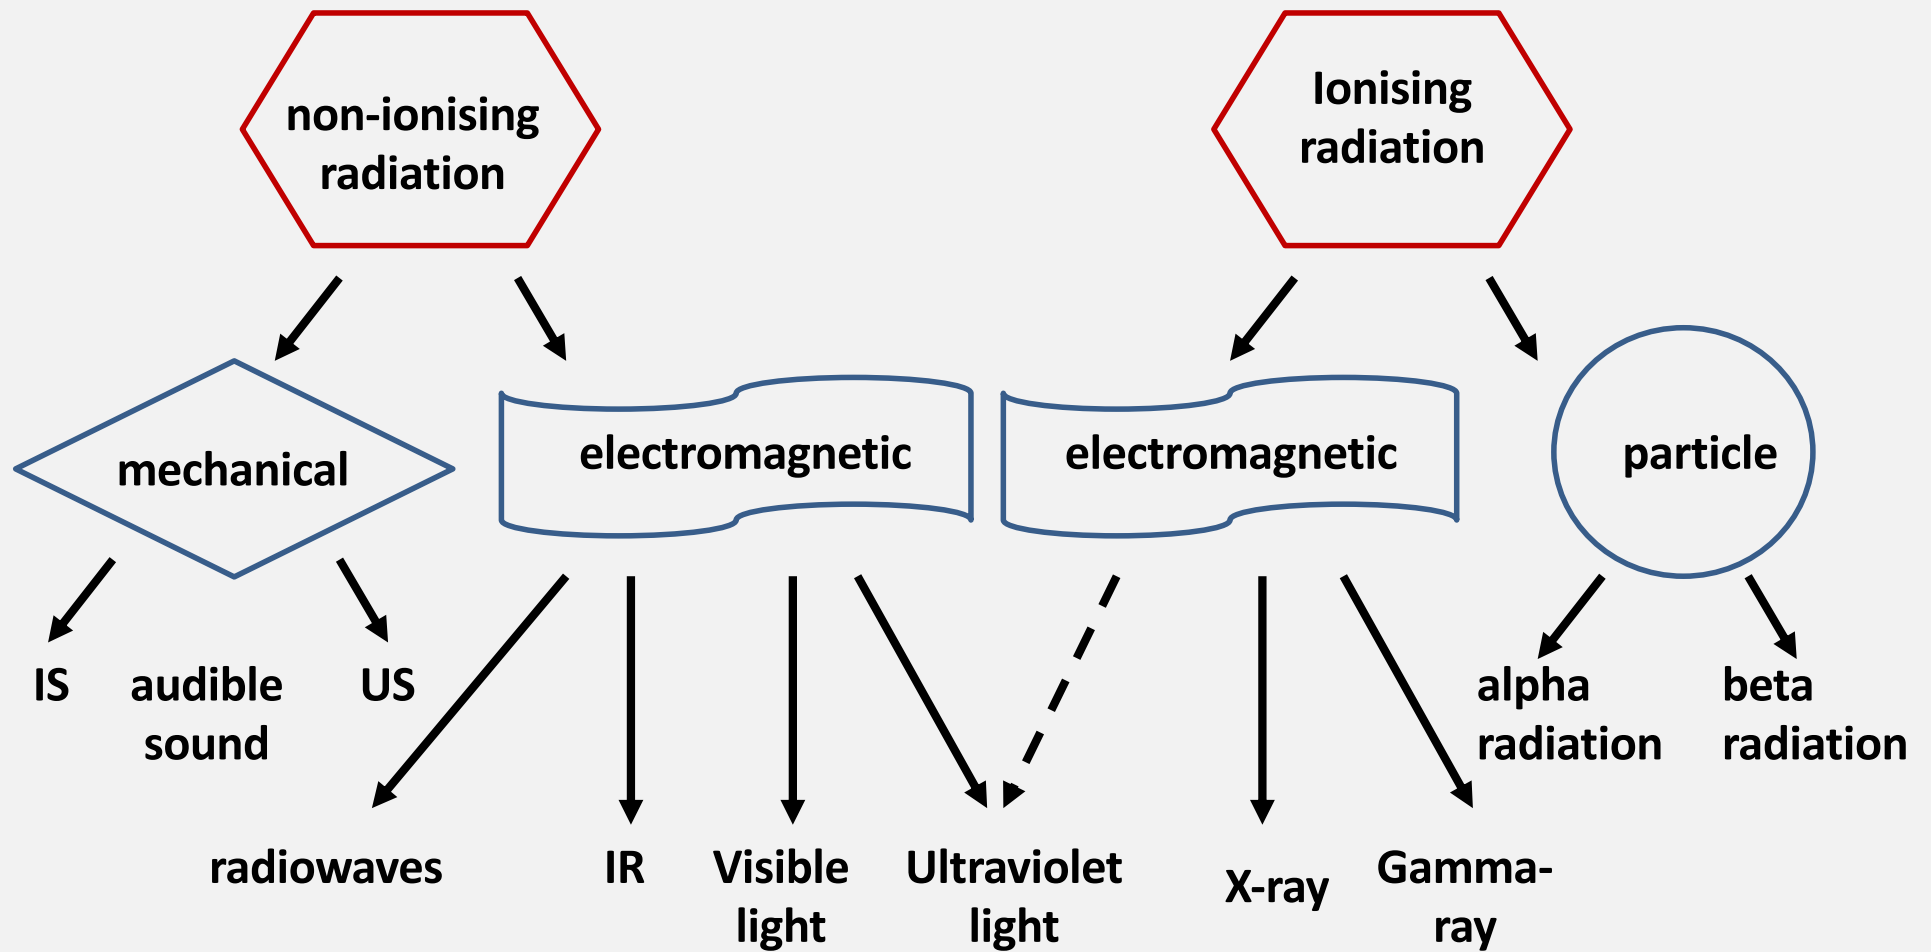 non-ionising
radiation
Ionising
radiation
mechanical
electromagnetic
electromagnetic
particle
IS
audible
sound
US
alpha
radiation
beta
radiation
radiowaves
IR
Visible
light
Ultraviolet
light
X-ray
Gamma-
ray